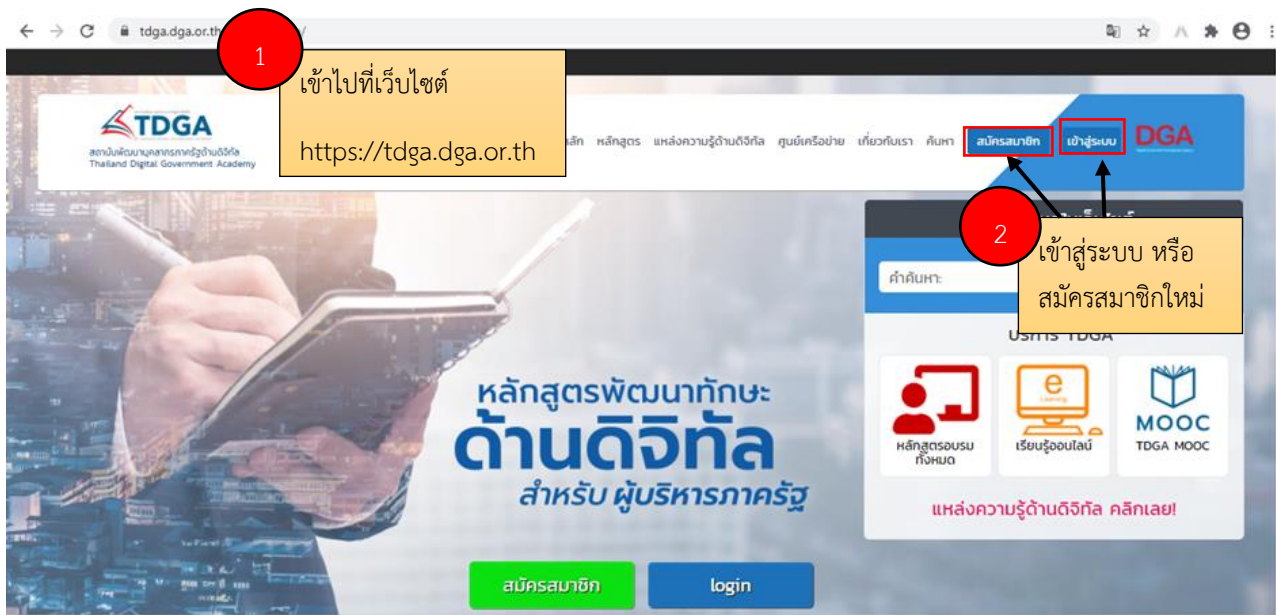 tdga.dga.or.th
1
เข้าไปที่เว็บไซต์
https://tdga.dga.or.th
TDGA
สถาบันพัฒนาบุคลากรภาครัฐด้านดิจิทัล
Thailand Digital Government Academy
หลักสูตร แหล่งความรู้ด้านดิจิทัล ศูนย์เครือข่าย เกี่ยวกับเรา ค้นหา สมัครสมาชิก เข้าสู่ระบบ DGA
2
เข้าสู่ระบบ หรือ
สมัครสมาชิกใหม่
คำค้นหา:
บริการ TDGA
e
Learning
MOOC
หลักสูตรอบรม
ทั้งหมด
เรียนรู้ออนไลน์
TDGA MOOC
แหล่งความรู้ด้านดิจิทัล คลิกเลย!
หลักสูตรพัฒนาทักษะ
ด้านดิจิทัล
สำหรับ ผู้บริหารภาครัฐ
สมัครสมาชิก login